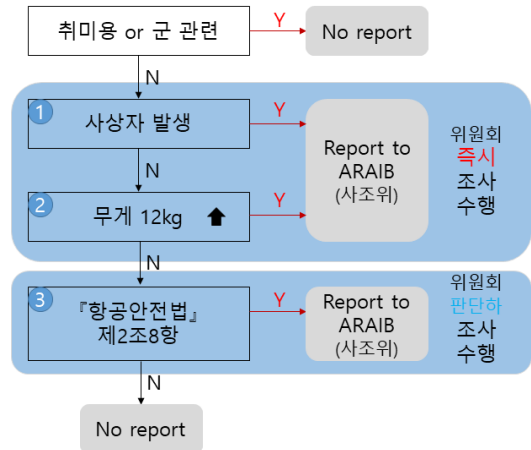 취미용 or 군 관련
Y
No report
N
1
사상자 발생
Y
Report to
ARAIB
(사조위)
위원회
즉시
조사
수행
N
2
무게 12kg
Y
N
3
『항공안전법』
제2조8항
Y
Report to
ARAIB
(사조위)
위원회
판단하
조사
수행
N
No report